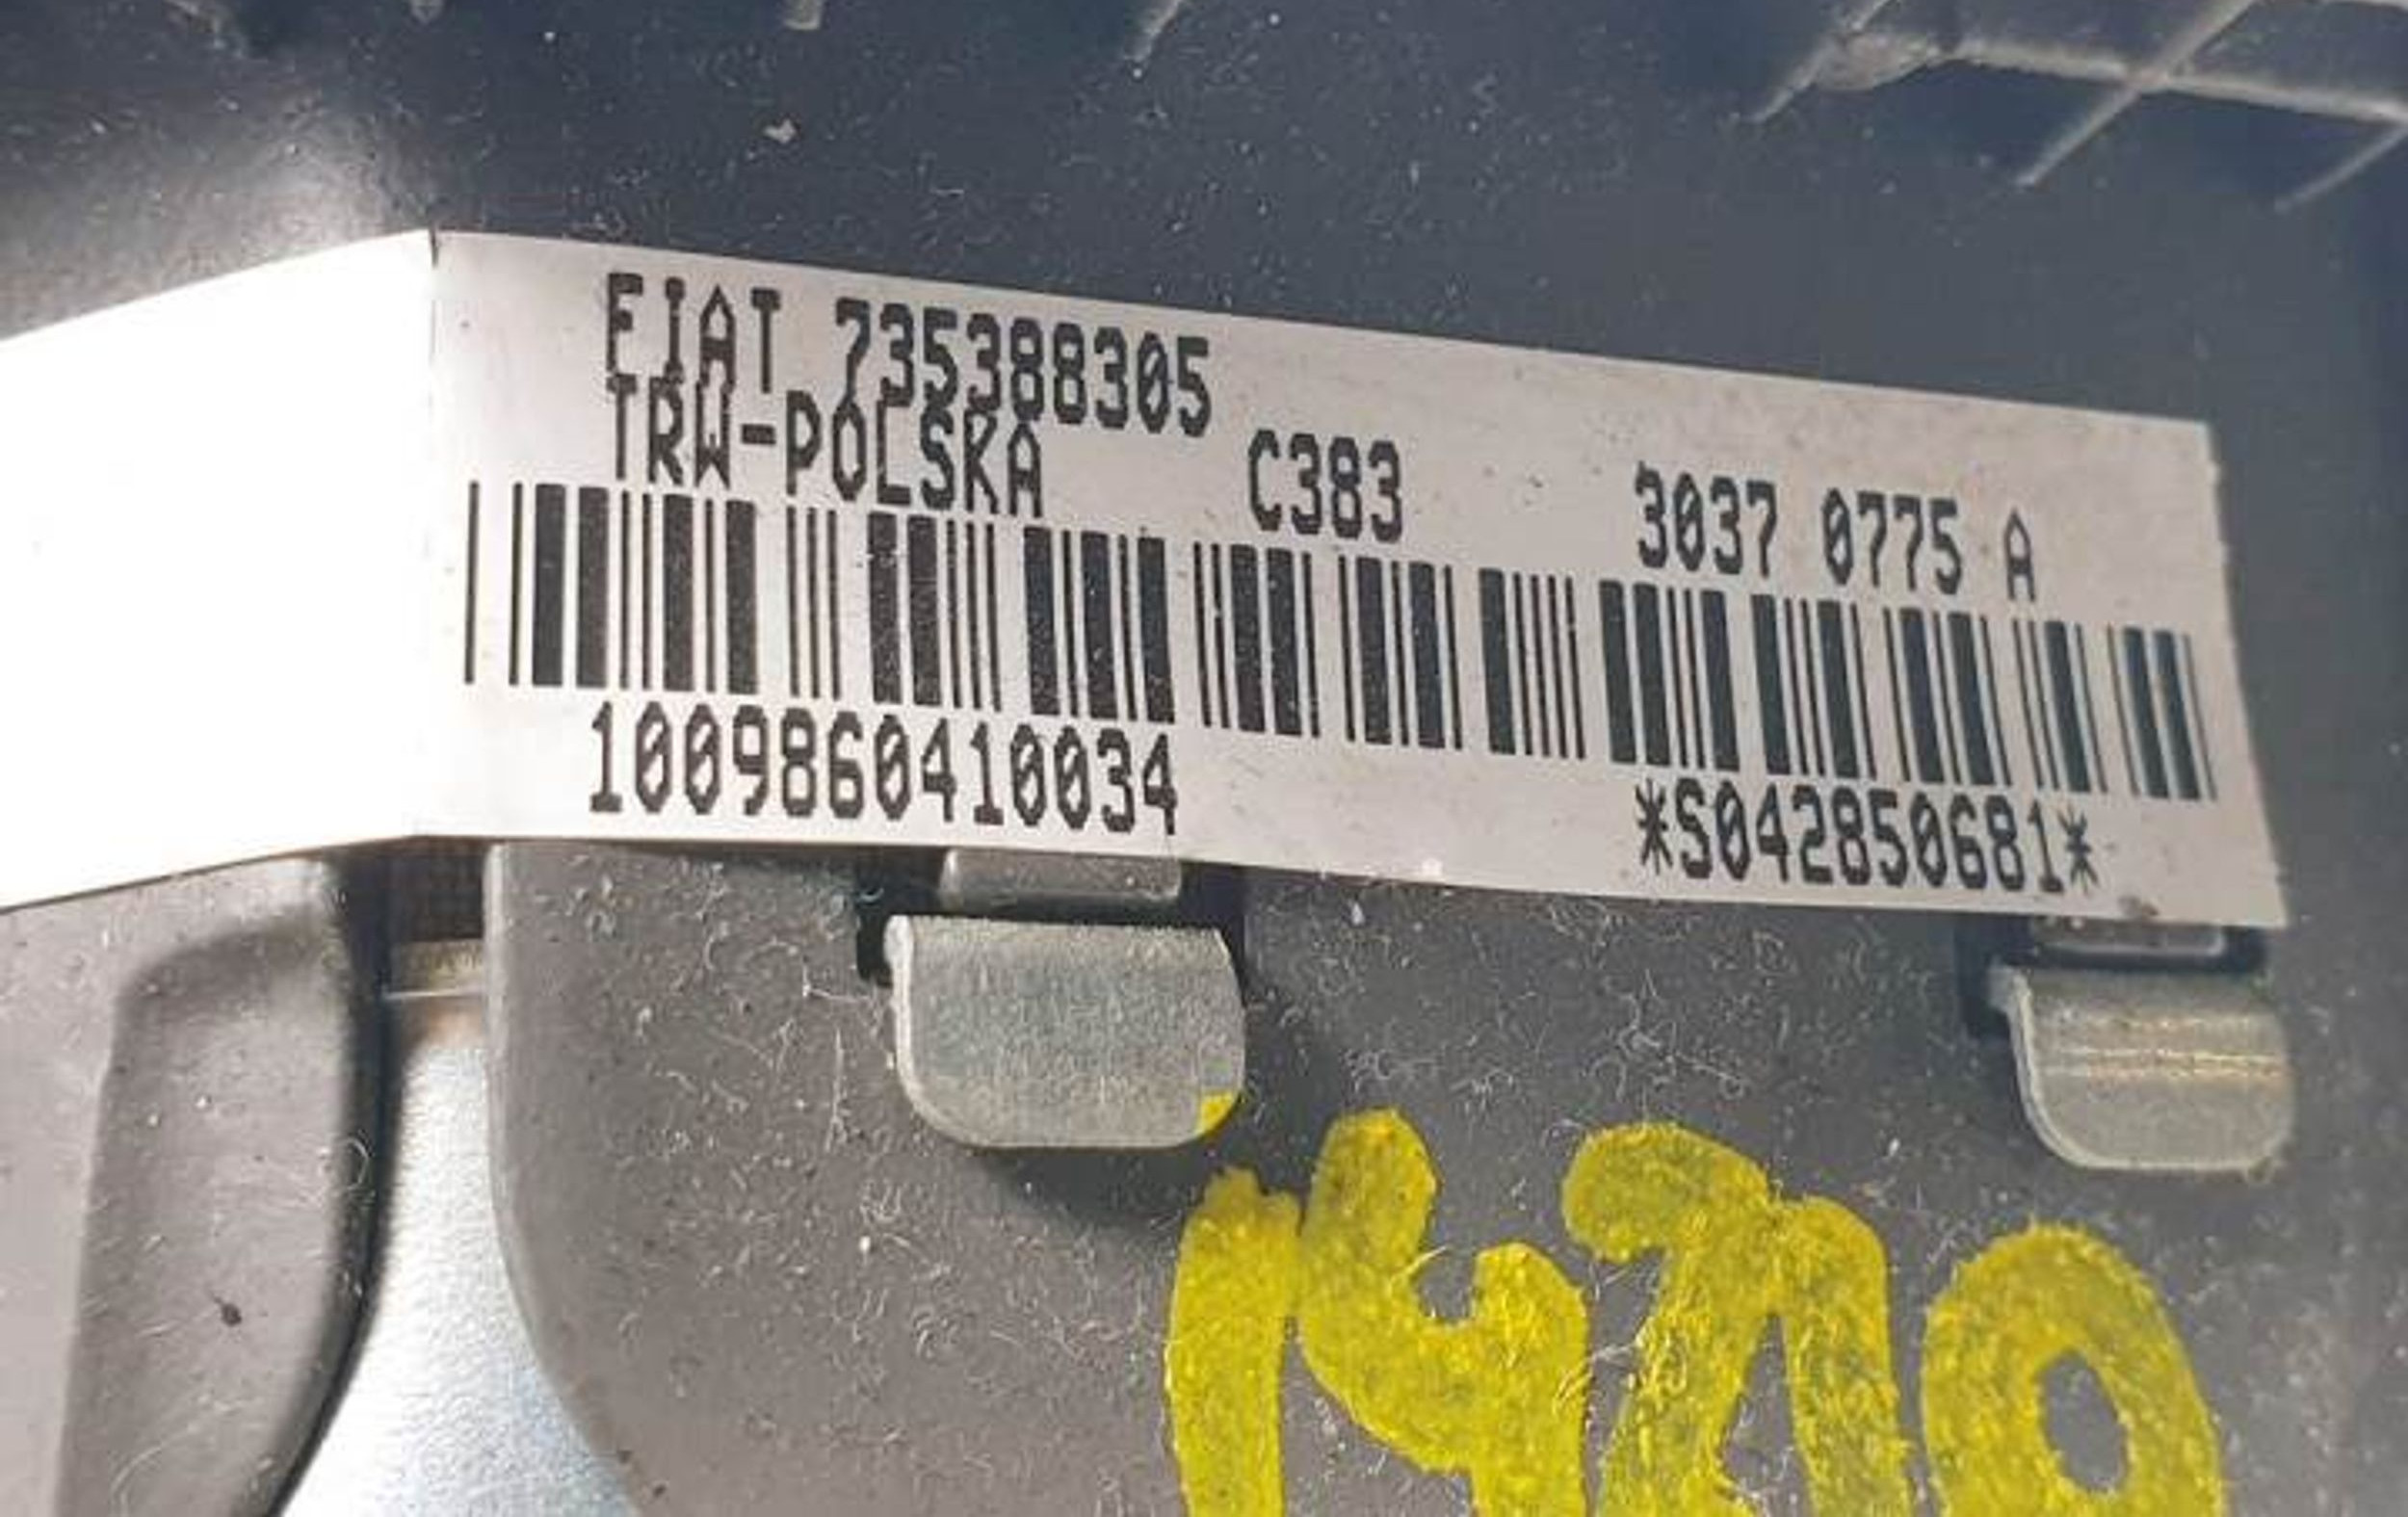 FIAT 735388305
TRW-POLSKA C383 3037 0775 A
1009860410034 *S042850681*